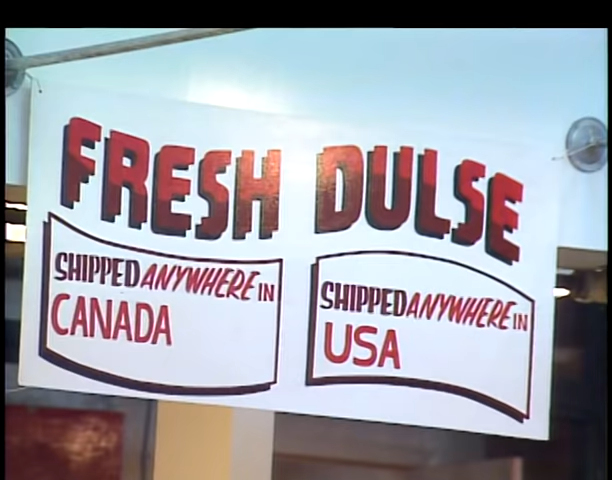 FRESH DULSE
SHIPPED ANYWHERE IN
CANADA
SHIPPED ANYWHERE IN
USA